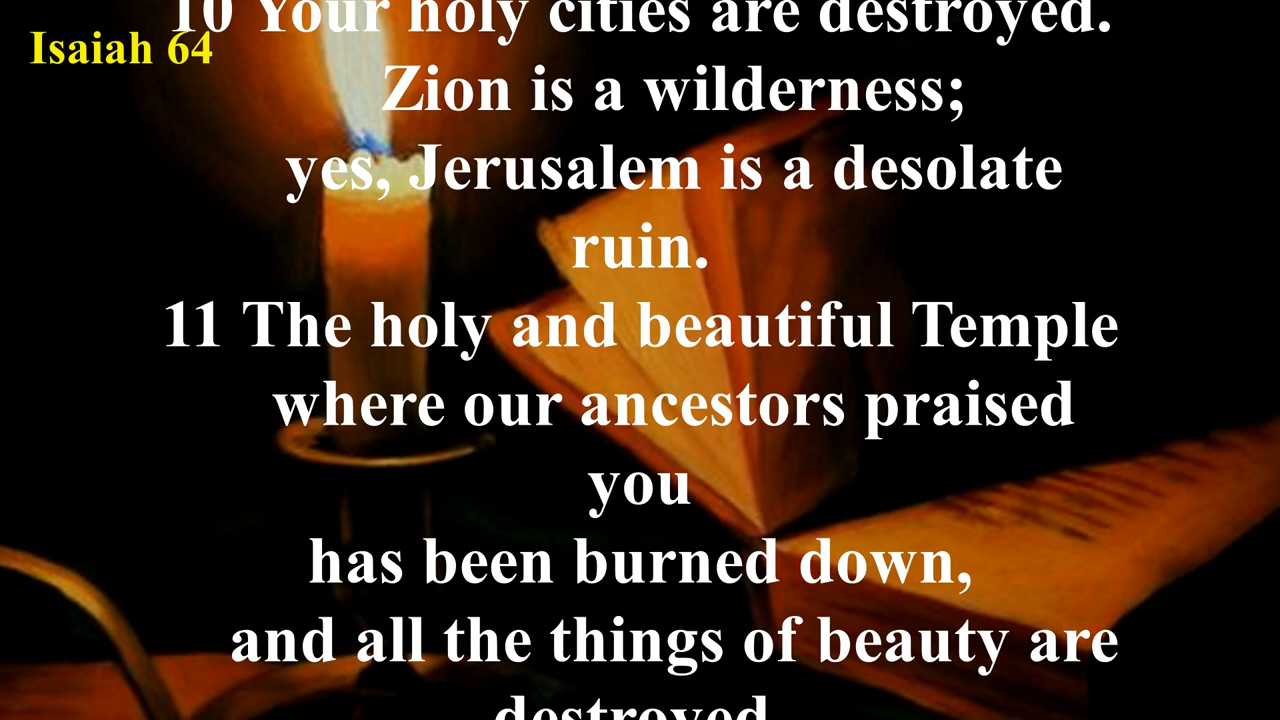 Isaiah 64
10 Your holy cities are destroyed.
Zion is a wilderness;
yes, Jerusalem is a desolate
ruin.
11 The holy and beautiful Temple
where our ancestors praised
you
has been burned down,
and all the things of beauty are
destroyed.